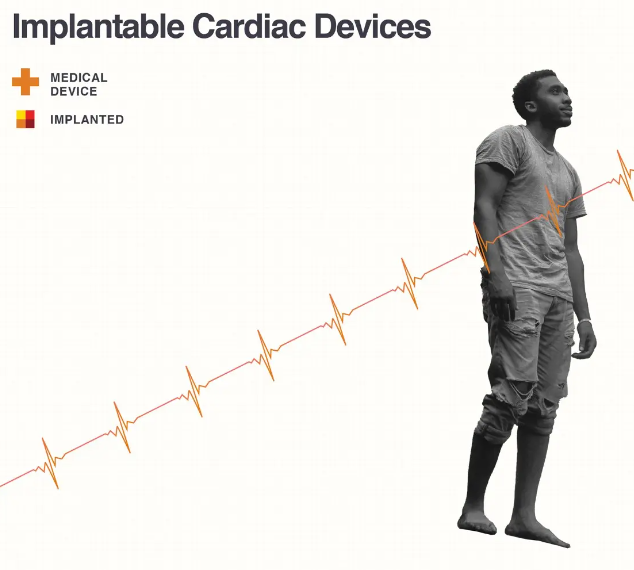 Implantable Cardiac Devices
MEDICAL
DEVICE
IMPLANTED